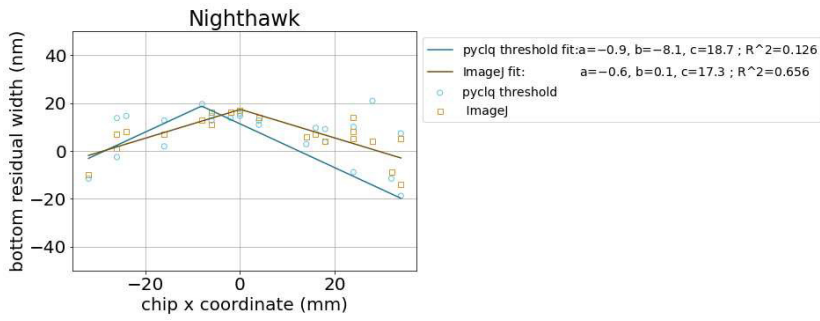 Nighthawk
bottom residual width (nm)
40
20
0
−20
−40
−20
0
20
chip x coordinate (mm)
pyclq threshold fit:a=−0.9, b=−8.1, c=18.7 ; R^2=0.126
ImageJ fit: a=−0.6, b=0.1, c=17.3 ; R^2=0.656
pyclq threshold
ImageJ